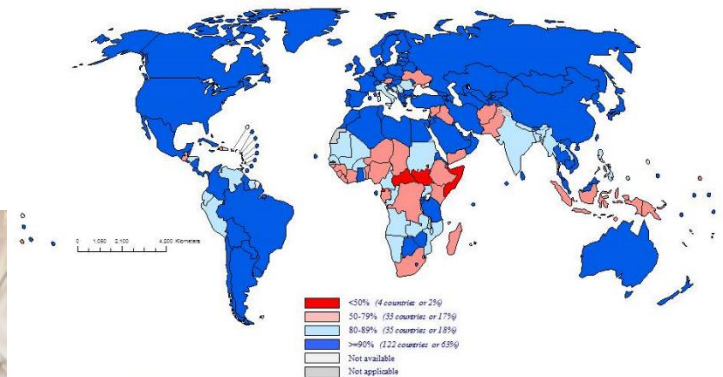 0 1,050 2,100 4,200 Kilometers
<50% (4 countries or 2%)
50-79% (33 countries or 17%)
80-89% (35 countries or 18%)
>=90% (122 countries or 63%)
Not available
Not applicable